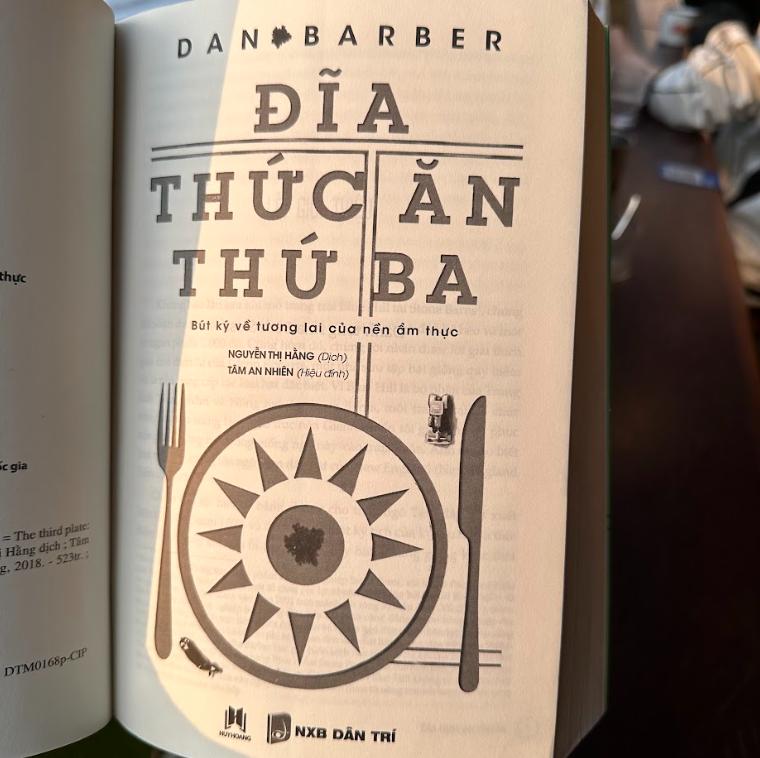 thực
ốc gia
= The third plate:
ị Hằng dịch ; Tâm
g, 2018. - 523tr. ;
DTM0168p-CIP
DAN BARBER
ĐĨA
THỨC ĂN
THỨ BA
Bút ký về tương lai của nền ẩm thực
NGUYỄN THỊ HẰNG (Dịch)
TÂM AN NHIÊN (Hiệu đính)
HUYHOANG
NXB DÂN TRÍ